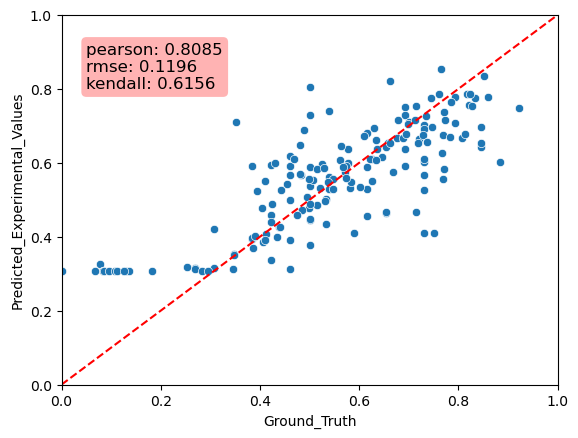 pearson: 0.8085
rmse: 0.1196
kendall: 0.6156
1.0
0.8
0.6
0.4
0.2
0.0
Predicted_Experimental_Values
0.0 0.2 0.4 0.6 0.8 1.0
Ground_Truth